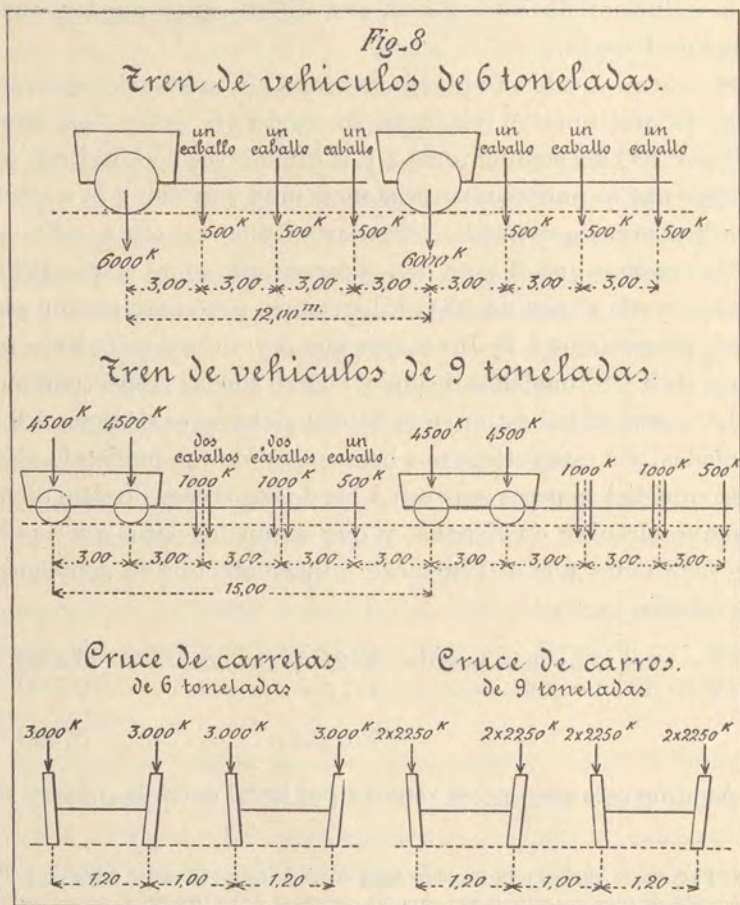 Fig_8
Tren de vehiculos de 6 toneladas.
un caballo un caballo un caballo un caballo un caballo un caballo
500K 500K 500K 500K 500K 500K
6000K 6000K
3,00 3,00 3,00 3,00 3,00 3,00 3,00
12,00 m.
Tren de vehiculos de 9 toneladas.
4500K 4500K dos caballos dos caballos un caballo 4500K 4500K
1000K 1000K 500K 1000K 1000K 500K
3,00 3,00 3,00 3,00 3,00 3,00 3,00 3,00 3,00
15,00
Cruce de carretas
de 6 toneladas
3.000K 3.000K 3.000K 3.000K
1,20 1,00 1,20
Cruce de carros.
de 9 toneladas
2x2250K 2x2250K 2x2250K 2x2250K
1,20 1,00 1,20